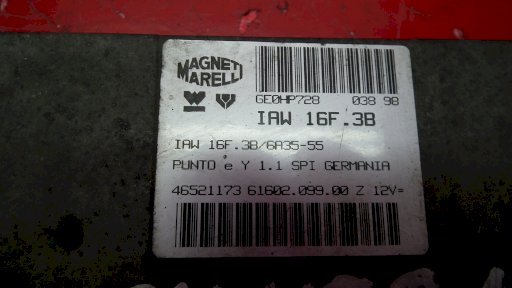 MAGNETI
MARELLI
GE0HP728 038 98
IAW 16F.3B
IAW 16F.3B/6A35-55
PUNTO e Y 1.1 SPI GERMANIA
46521173 61602.099.00 Z 12V=